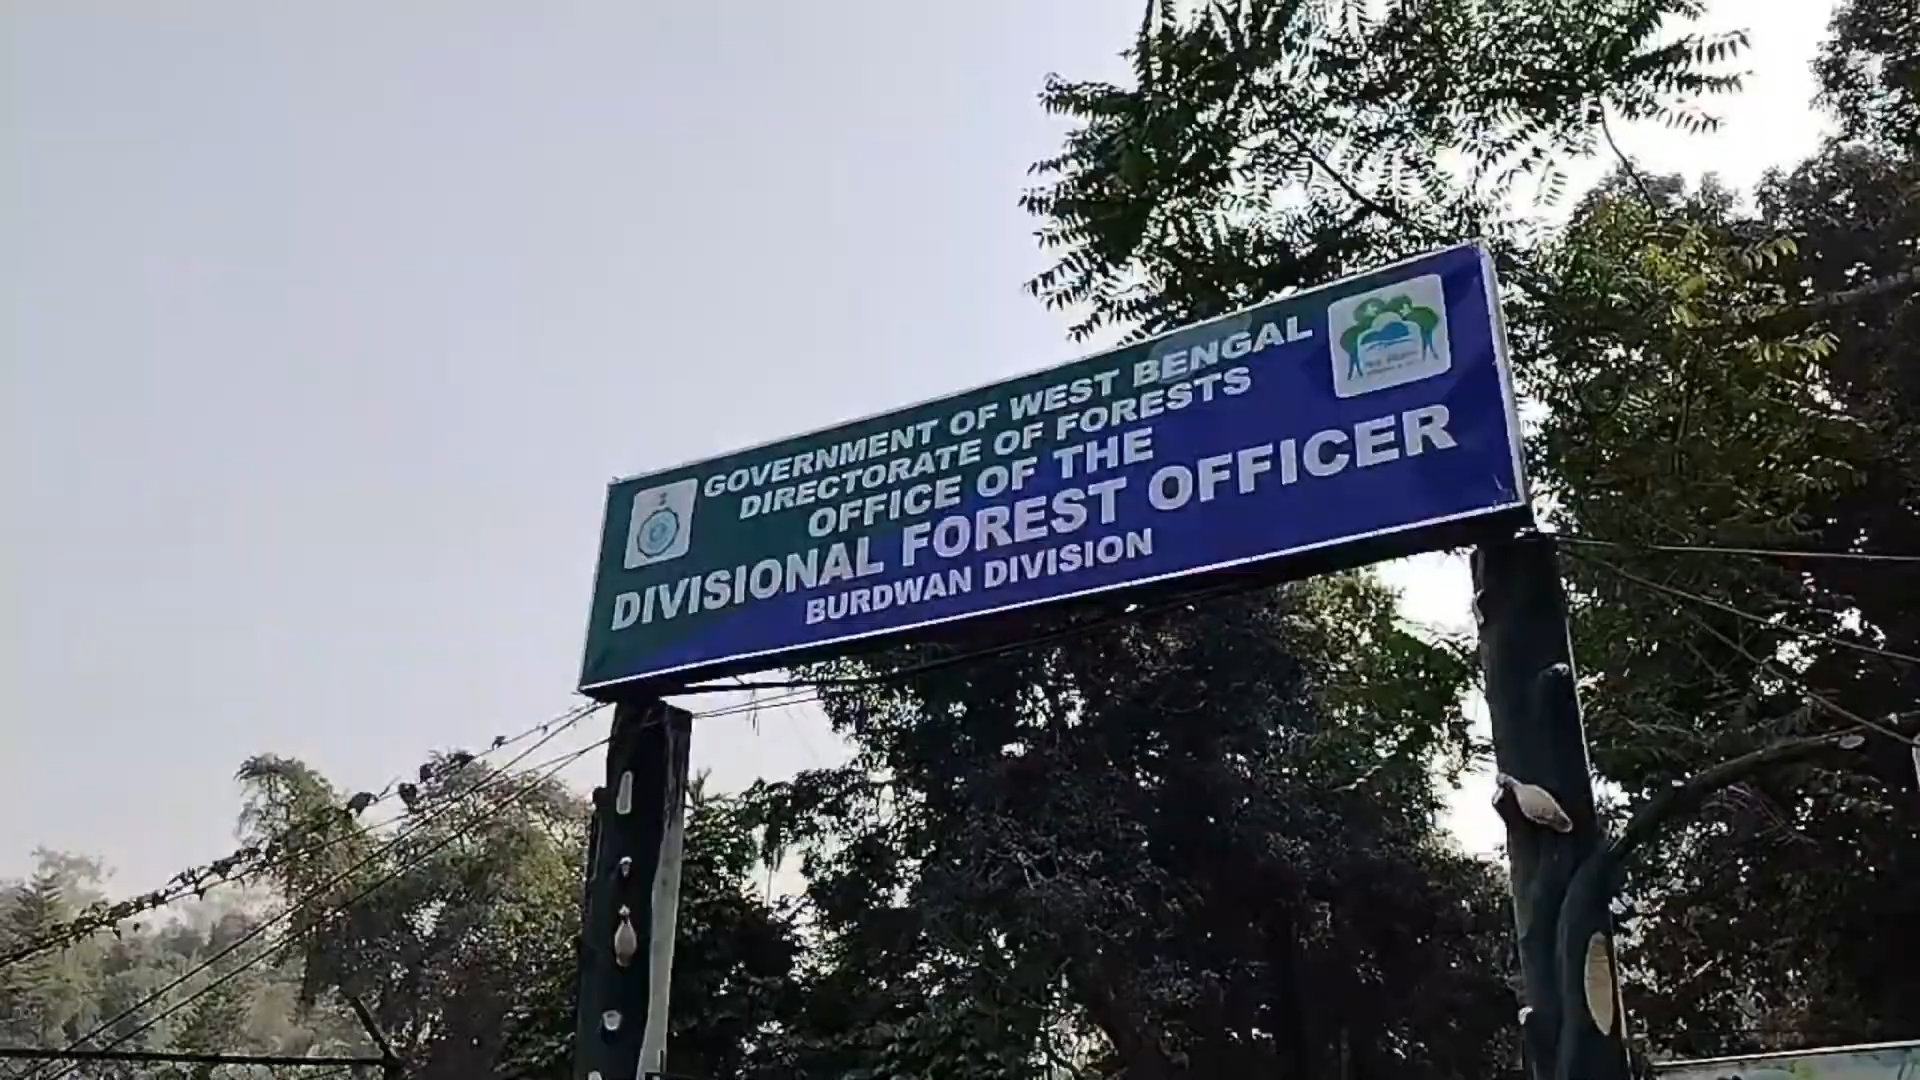 GOVERNMENT OF WEST BENGAL
DIRECTORATE OF FORESTS
OFFICE OF THE
DIVISIONAL FOREST OFFICER
BURDWAN DIVISION